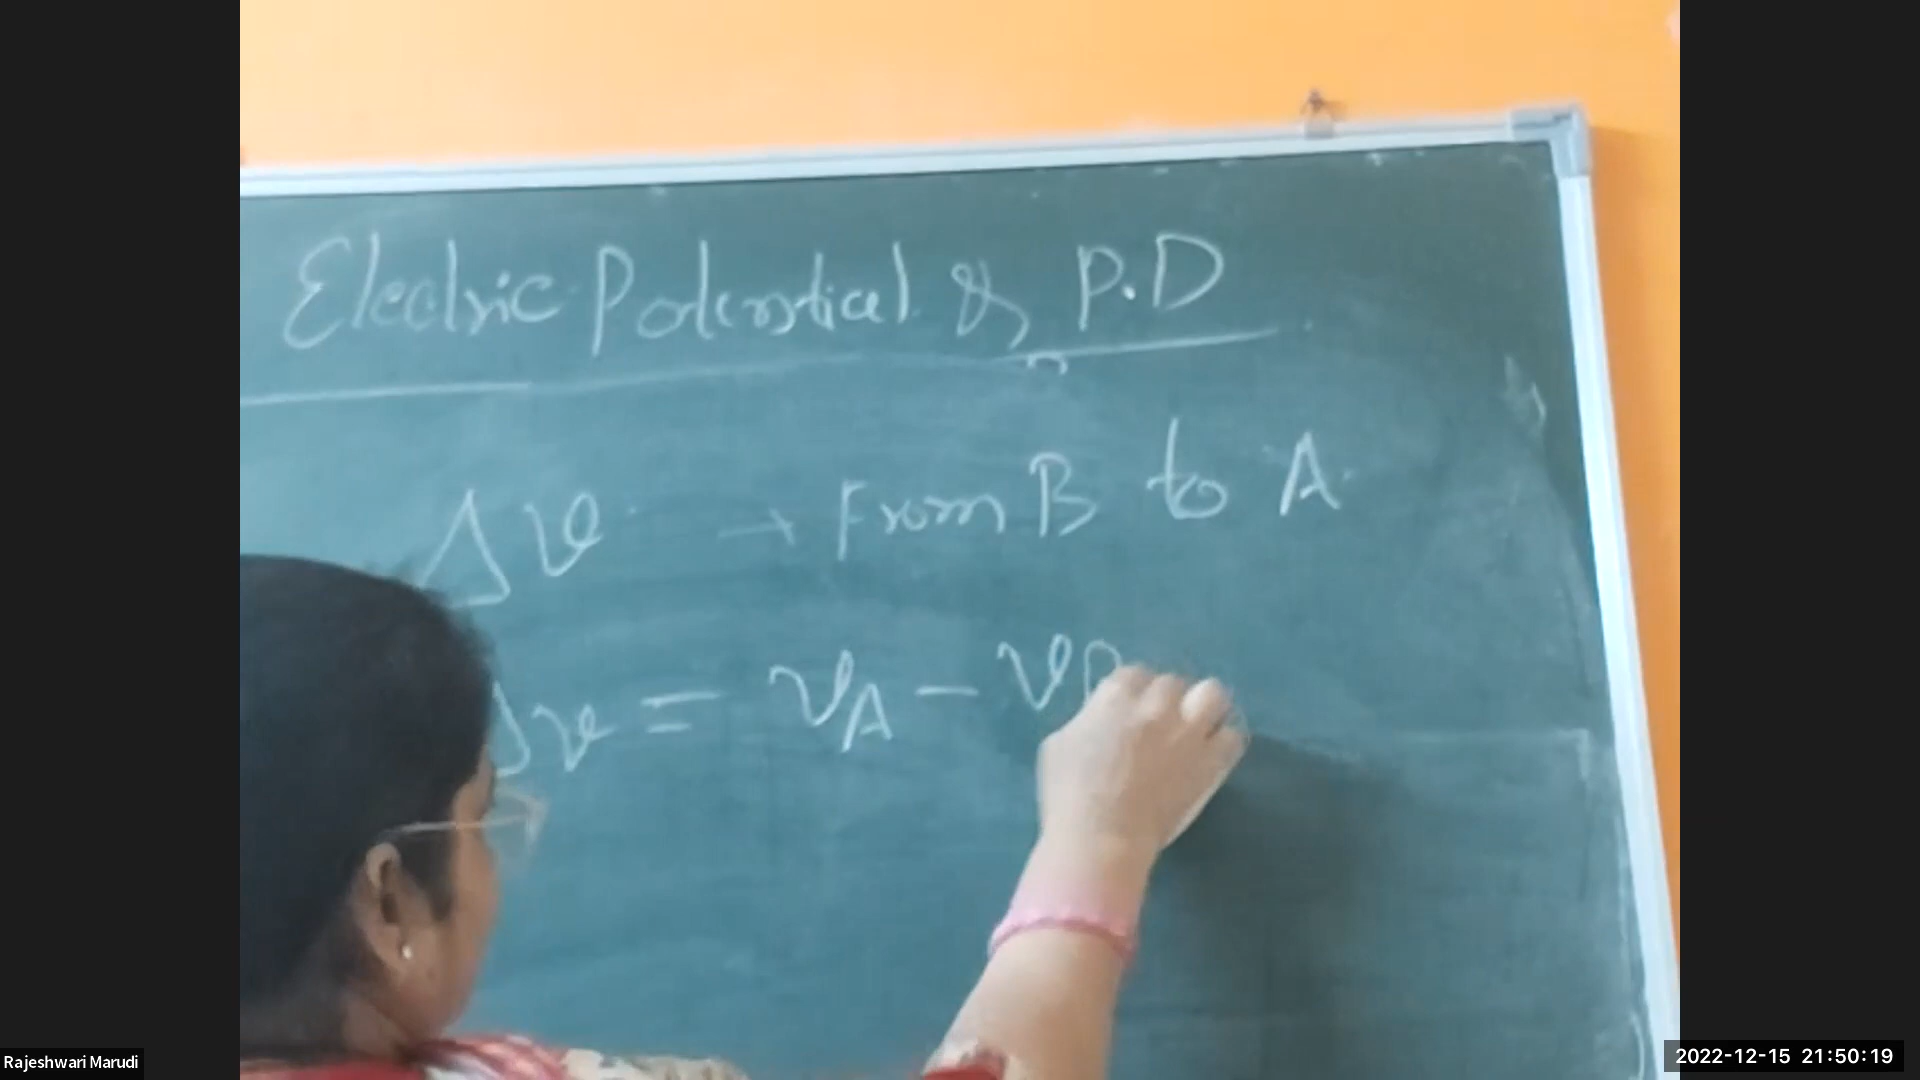 Electric Potential & P.D
ΔV → From B to A.
ΔV = VA - VB
Rajeshwari Marudi
2022-12-15 21:50:19